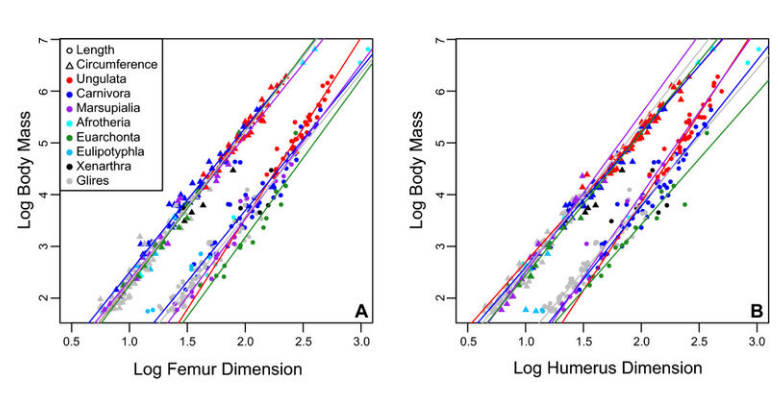 Length
Circumference
Ungulata
Carnivora
Marsupialia
Afrotheria
Euarchonta
Eulipotyphla
Xenarthra
Glires
Log Body Mass
7
6
5
4
3
2
0.5 1.0 1.5 2.0 2.5 3.0
Log Femur Dimension
A
Log Body Mass
7
6
5
4
3
2
0.5 1.0 1.5 2.0 2.5 3.0
Log Humerus Dimension
B